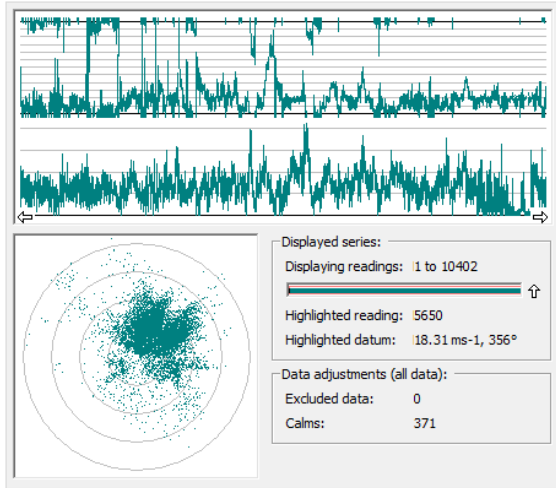 Displayed series:
Displaying readings: 1 to 10402
Highlighted reading: 5650
Highlighted datum: 18.31 ms-1, 356°
Data adjustments (all data):
Excluded data: 0
Calms: 371